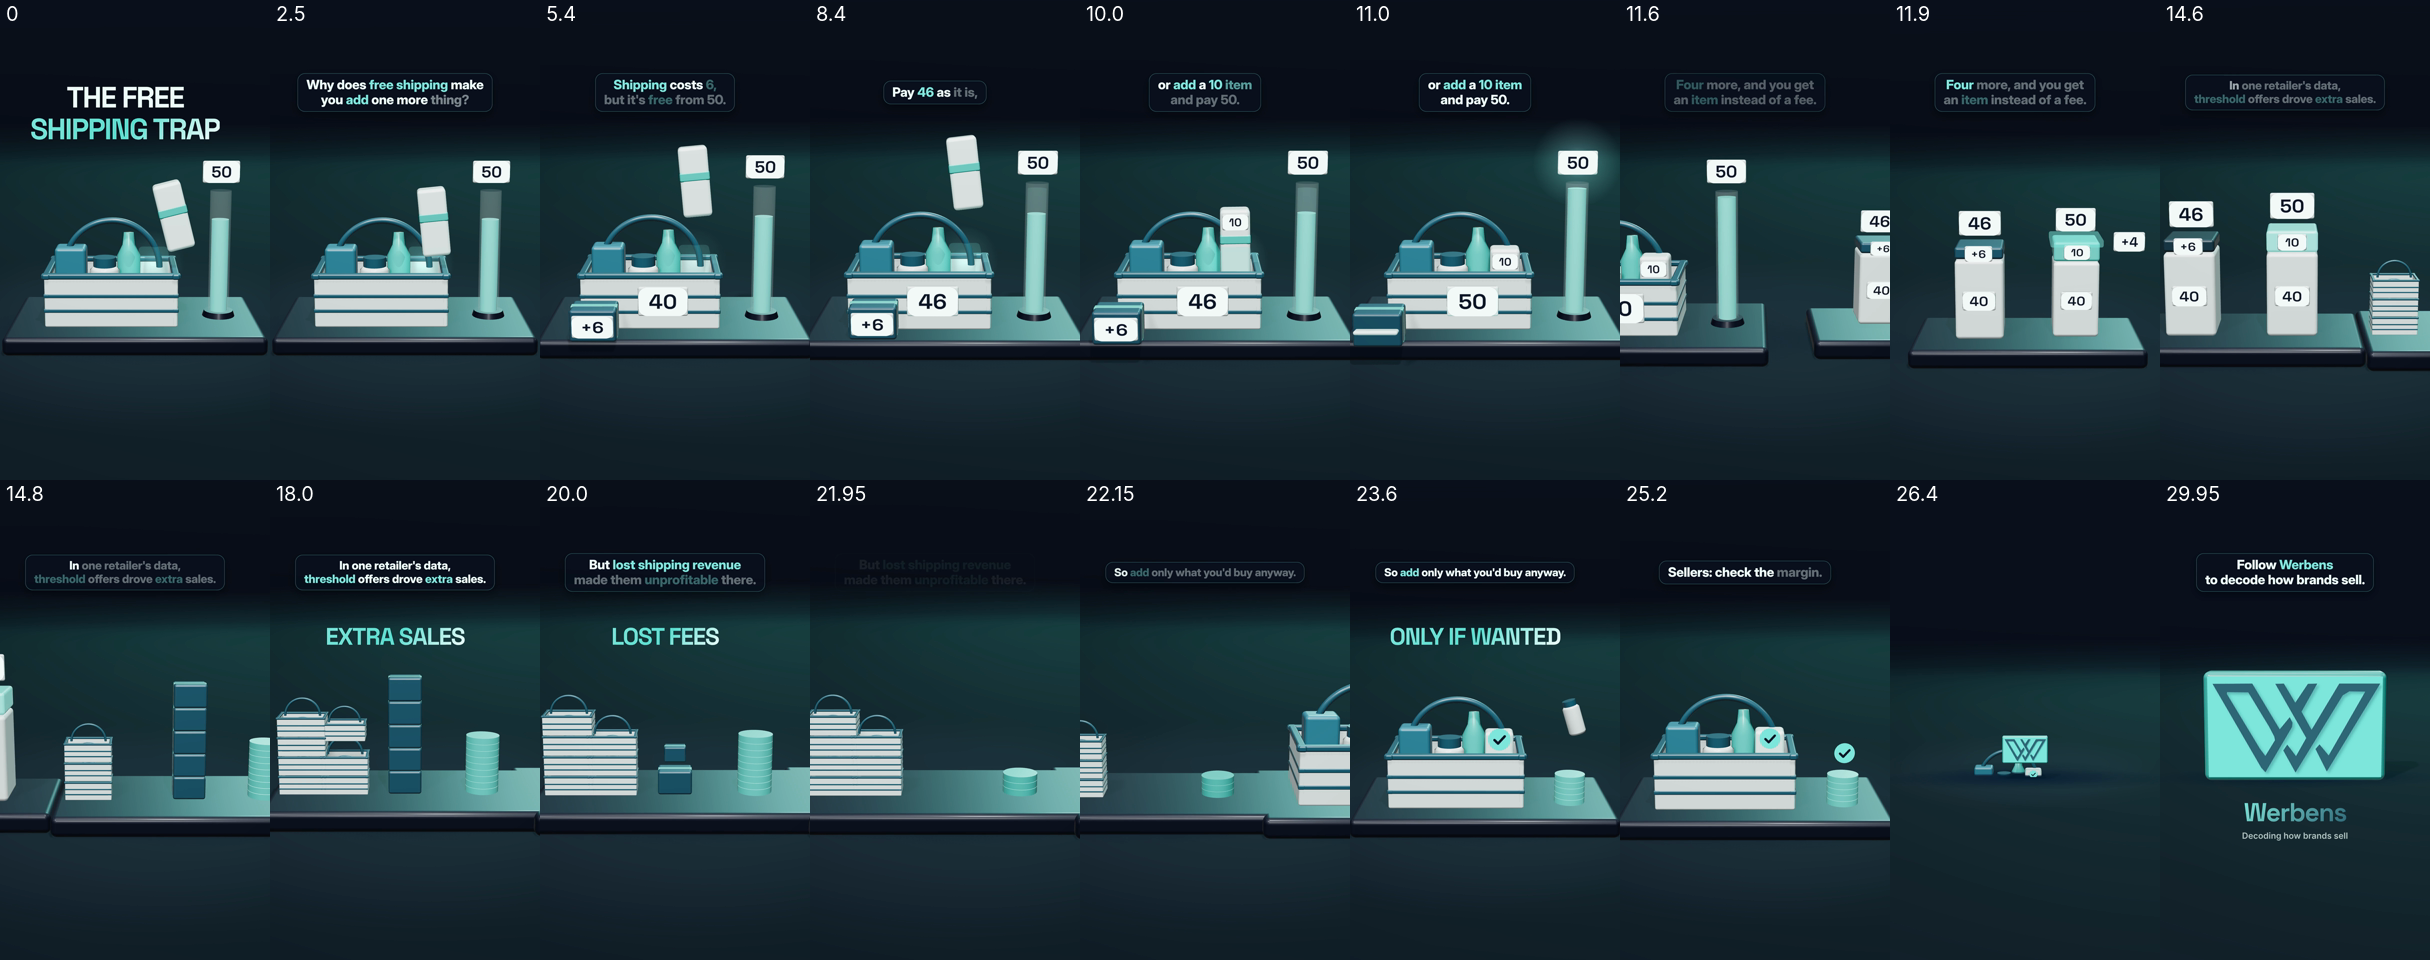 0
THE FREE
SHIPPING TRAP
50
2.5
Why does free shipping make
you add one more thing?
50
5.4
Shipping costs 6,
but it's free from 50.
50
40
+6
8.4
Pay 46 as it is,
50
46
+6
10.0
or add a 10 item
and pay 50.
50
10
46
+6
11.0
or add a 10 item
and pay 50.
50
10
50
11.6
Four more, and you get
an item instead of a fee.
50
46
+6
10
40
0
11.9
Four more, and you get
an item instead of a fee.
46
50
+4
+6
10
40
40
14.6
In one retailer's data,
threshold offers drove extra sales.
46
50
+6
10
40
40
14.8
In one retailer's data,
threshold offers drove extra sales.
18.0
In one retailer's data,
threshold offers drove extra sales.
EXTRA SALES
20.0
But lost shipping revenue
made them unprofitable there.
LOST FEES
21.95
But lost shipping revenue
made them unprofitable there.
22.15
So add only what you'd buy anyway.
23.6
So add only what you'd buy anyway.
ONLY IF WANTED
25.2
Sellers: check the margin.
26.4
29.95
Follow Werbens
to decode how brands sell.
Werbens
Decoding how brands sell